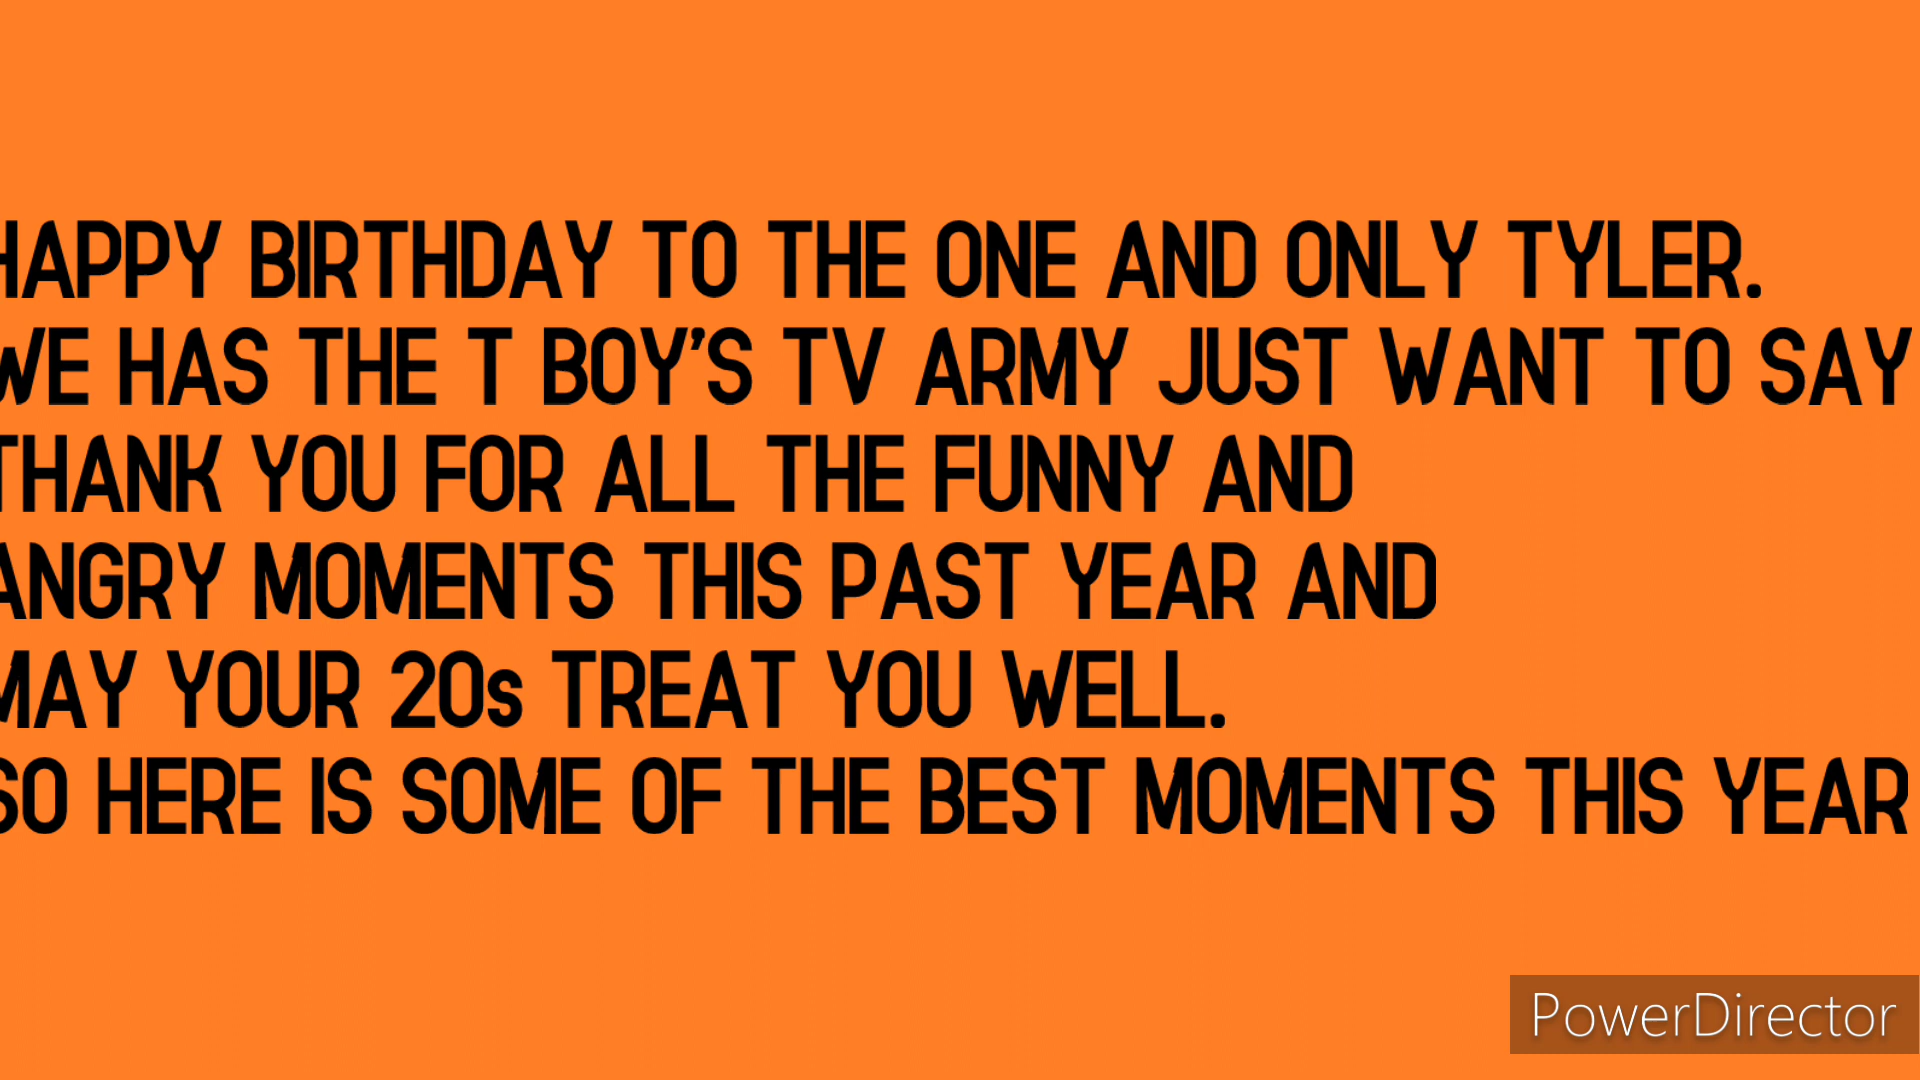 HAPPY BIRTHDAY TO THE ONE AND ONLY TYLER.
WE HAS THE T BOY'S TV ARMY JUST WANT TO SAY
THANK YOU FOR ALL THE FUNNY AND
ANGRY MOMENTS THIS PAST YEAR AND
MAY YOUR 20s TREAT YOU WELL.
SO HERE IS SOME OF THE BEST MOMENTS THIS YEAR
PowerDirector